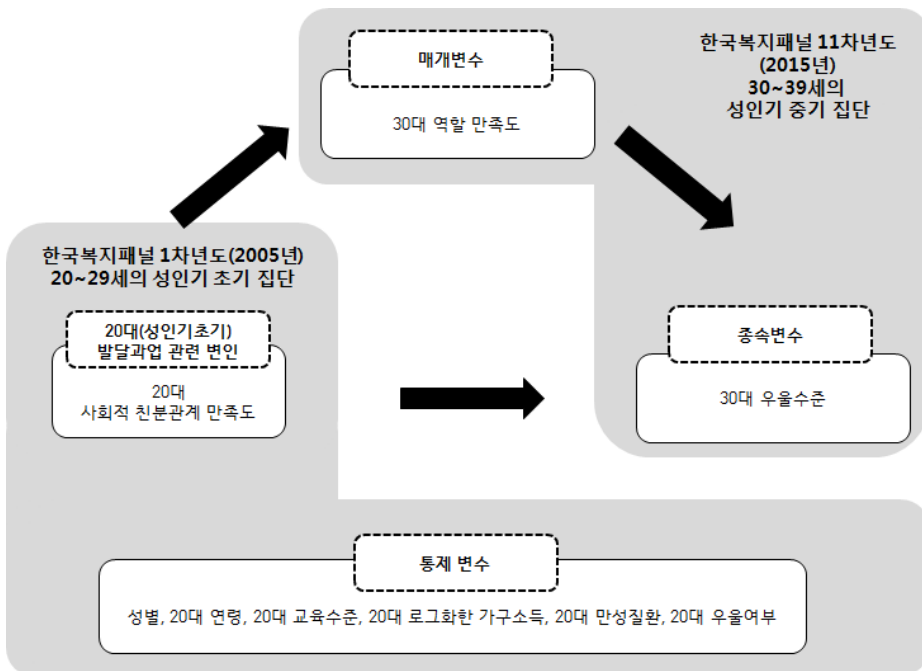 매개변수
30대 역할 만족도
한국복지패널 11차년도
(2015년)
30~39세의
성인기 중기 집단
한국복지패널 1차년도(2005년)
20~29세의 성인기 초기 집단
20대(성인기초기)
발달과업 관련 변인
20대
사회적 친분관계 만족도
종속변수
30대 우울수준
통제 변수
성별, 20대 연령, 20대 교육수준, 20대 로그화한 가구소득, 20대 만성질환, 20대 우울여부